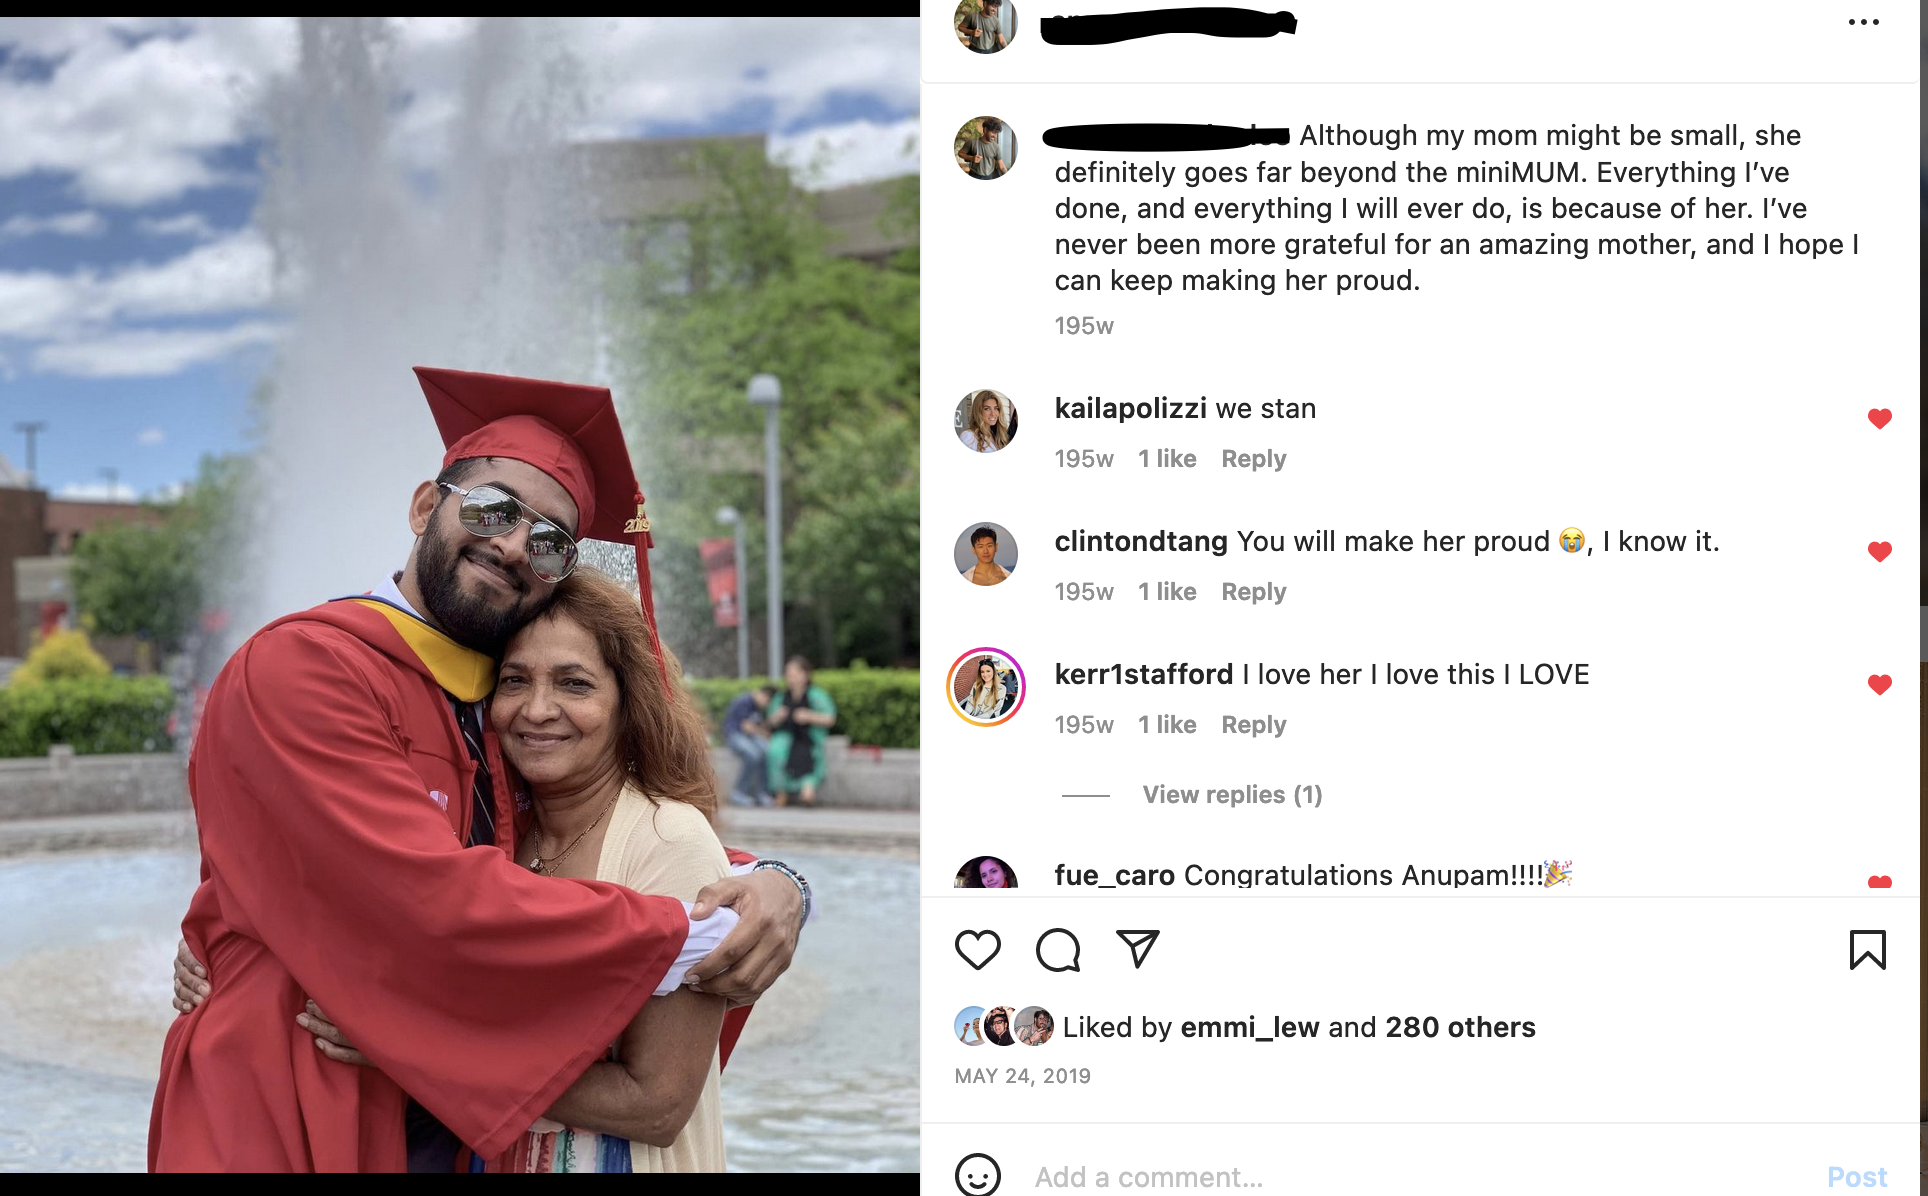 Although my mom might be small, she
definitely goes far beyond the miniMUM. Everything I’ve
done, and everything I will ever do, is because of her. I’ve
never been more grateful for an amazing mother, and I hope I
can keep making her proud.
195w
kailapolizzi we stan
195w 1 like Reply
clintondtang You will make her proud 😭, I know it.
195w 1 like Reply
kerr1stafford I love her I love this I LOVE
195w 1 like Reply
View replies (1)
fue_caro Congratulations Anupam!!!!🎉
Liked by emmi_lew and 280 others
MAY 24, 2019
Add a comment... Post
2019